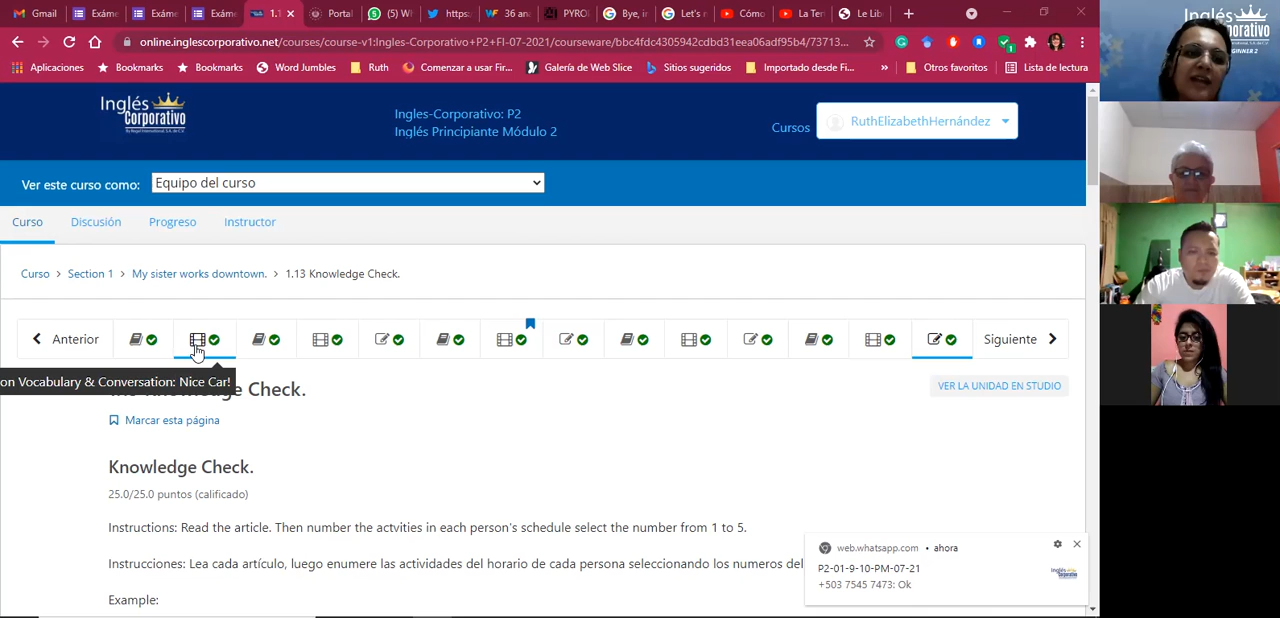 Gmail Exáme Exáme Exáme 1.1 Portal (5) W https: 36 an PYRO Bye, in Let's Cómo La Ter Le Lib
online.inglescorporativo.net/courses/course-v1:Ingles-Corporativo+P2+FI-07-2021/courseware/bbc4fdc4305942cdbd31eea06adf95b4/73713...
Aplicaciones Bookmarks Bookmarks Word Jumbles Ruth Comenzar a usar Fir... Galería de Web Slice Sitios sugeridos Importado desde Fi... » Otros favoritos Lista de lectura
Inglés Corporativo
Ingles-Corporativo: P2
Inglés Principiante Módulo 2
Cursos
RuthElizabethHernández
Ver este curso como: Equipo del curso
Curso Discusión Progreso Instructor
Curso > Section 1 > My sister works downtown. > 1.13 Knowledge Check.
Anterior Siguiente
on Vocabulary & Conversation: Nice Car!
Knowledge Check.
VER LA UNIDAD EN STUDIO
Marcar esta página
Knowledge Check.
25.0/25.0 puntos (calificado)
Instructions: Read the article. Then number the actvities in each person's schedule select the number from 1 to 5.
Instrucciones: Lea cada artículo, luego enumere las actividades del horario de cada persona seleccionando los numeros del
Example:
web.whatsapp.com • ahora
P2-01-9-10-PM-07-21
+503 7545 7473: Ok